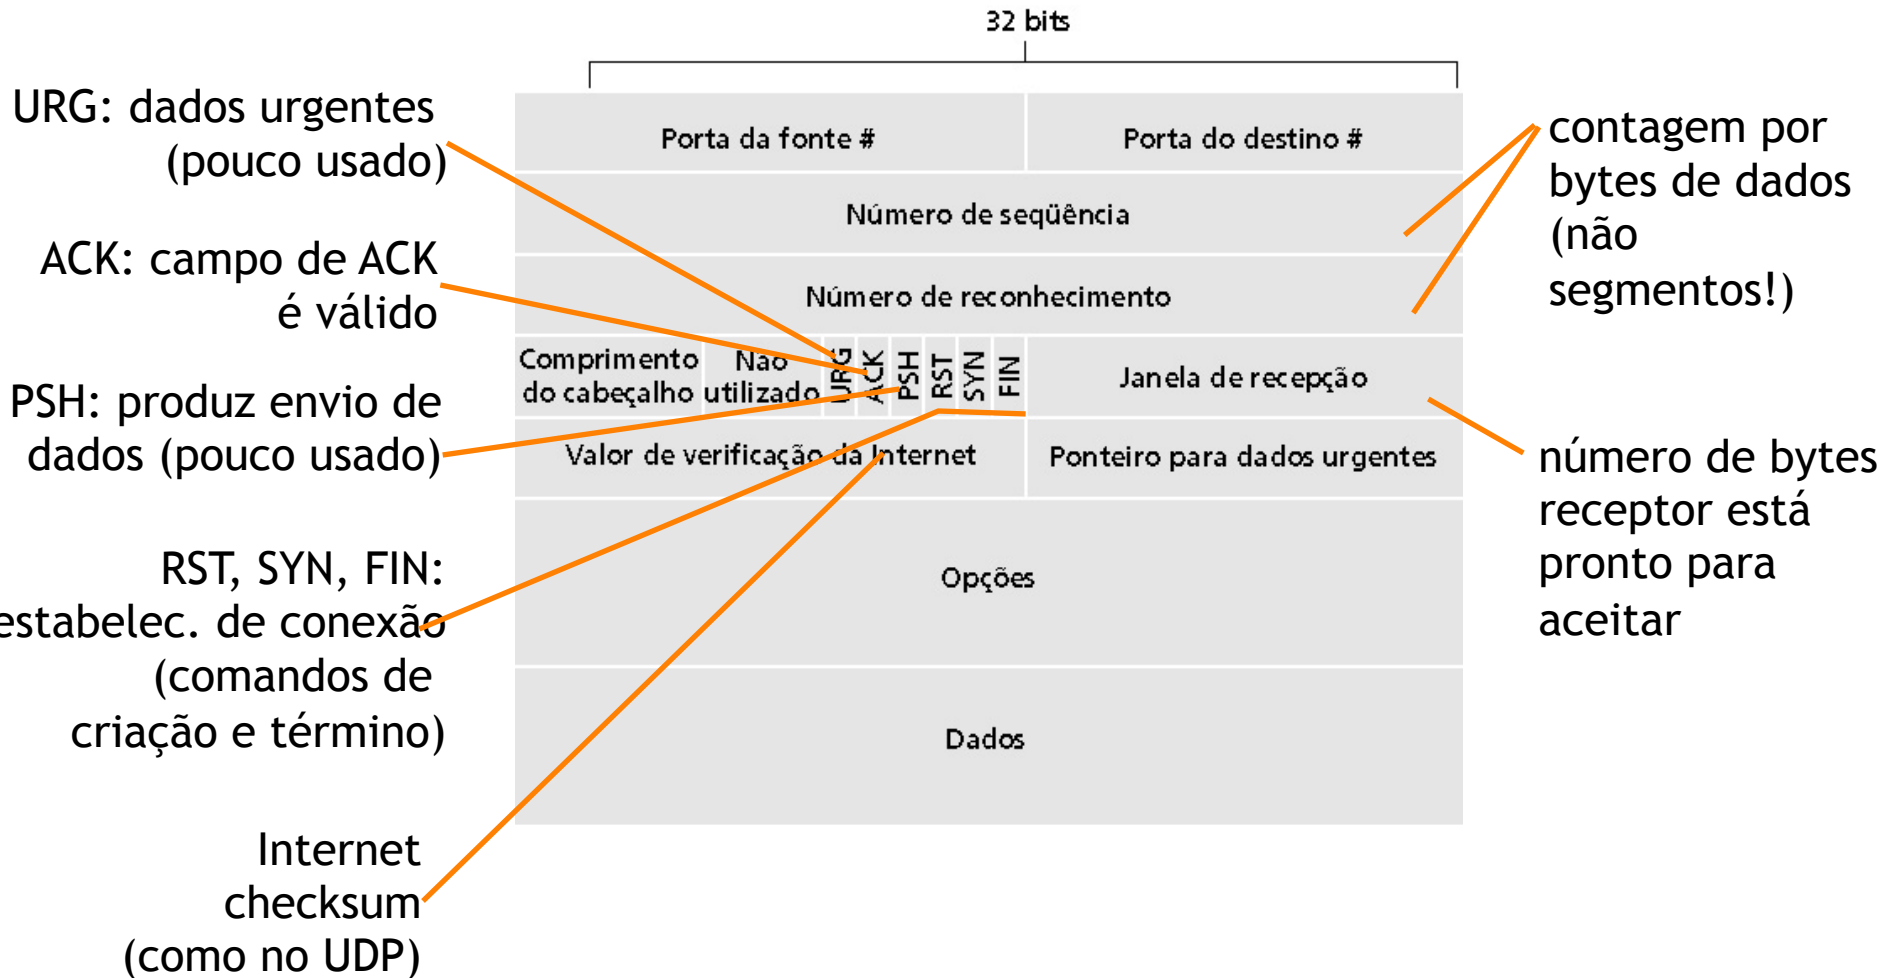 32 bits
URG: dados urgentes
(pouco usado)
ACK: campo de ACK
é válido
PSH: produz envio de
dados (pouco usado)
RST, SYN, FIN:
estabelec. de conexão
(comandos de
criação e término)
Internet
checksum
(como no UDP)
Porta da fonte #
Porta do destino #
Número de seqüência
Número de reconhecimento
Comprimento
do cabeçalho
Não
utilizado
URG
ACK
PSH
RST
SYN
FIN
Janela de recepção
Valor de verificação da Internet
Ponteiro para dados urgentes
Opções
Dados
contagem por
bytes de dados
(não
segmentos!)
número de bytes
receptor está
pronto para
aceitar